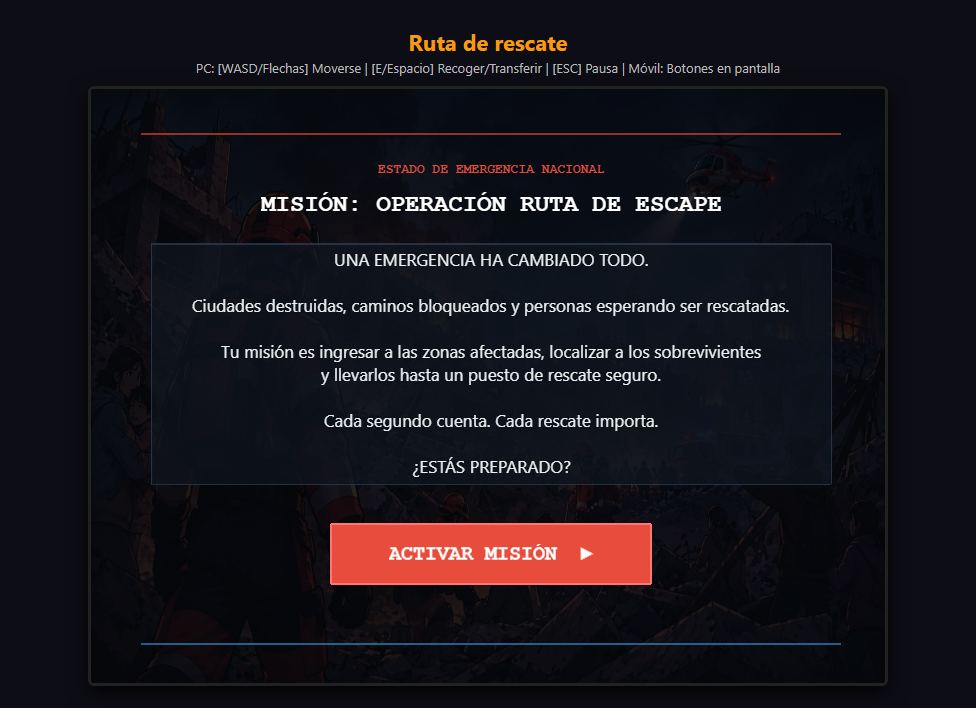 Ruta de rescate
PC: [WASD/Flechas] Moverse | [E/Espacio] Recoger/Transferir | [ESC] Pausa | Móvil: Botones en pantalla
ESTADO DE EMERGENCIA NACIONAL
MISIÓN: OPERACIÓN RUTA DE ESCAPE
UNA EMERGENCIA HA CAMBIADO TODO.
Ciudades destruidas, caminos bloqueados y personas esperando ser rescatadas.
Tu misión es ingresar a las zonas afectadas, localizar a los sobrevivientes
y llevarlos hasta un puesto de rescate seguro.
Cada segundo cuenta. Cada rescate importa.
¿ESTÁS PREPARADO?
ACTIVAR MISIÓN ►